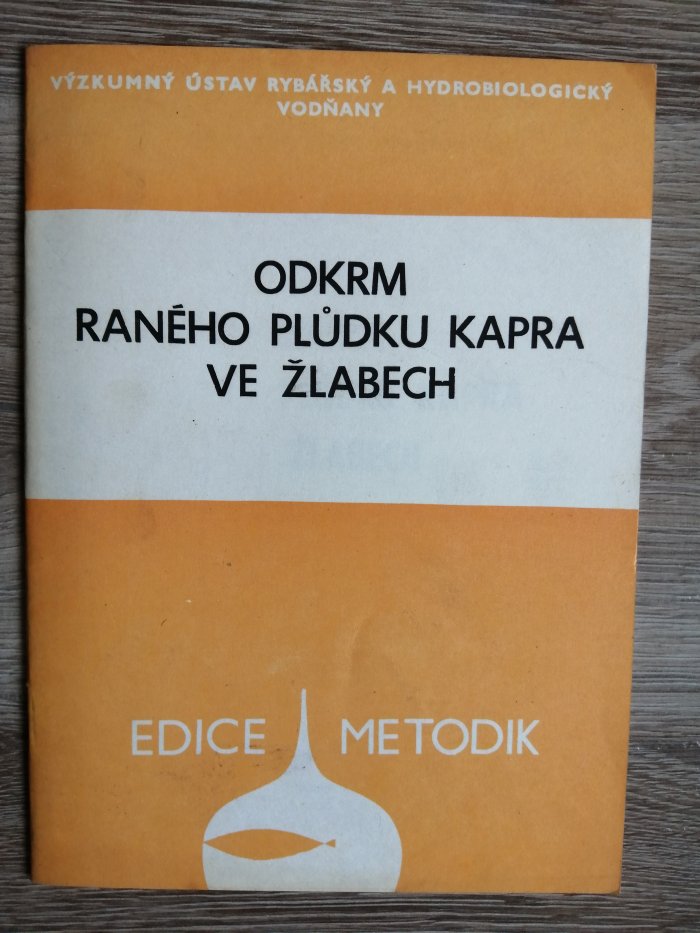 VÝZKUMNÝ ÚSTAV RYBÁŘSKÝ A HYDROBIOLOGICKÝ
VODŇANY
ODKRM
RANÉHO PLŮDKU KAPRA
VE ŽLABECH
EDICE METODIK